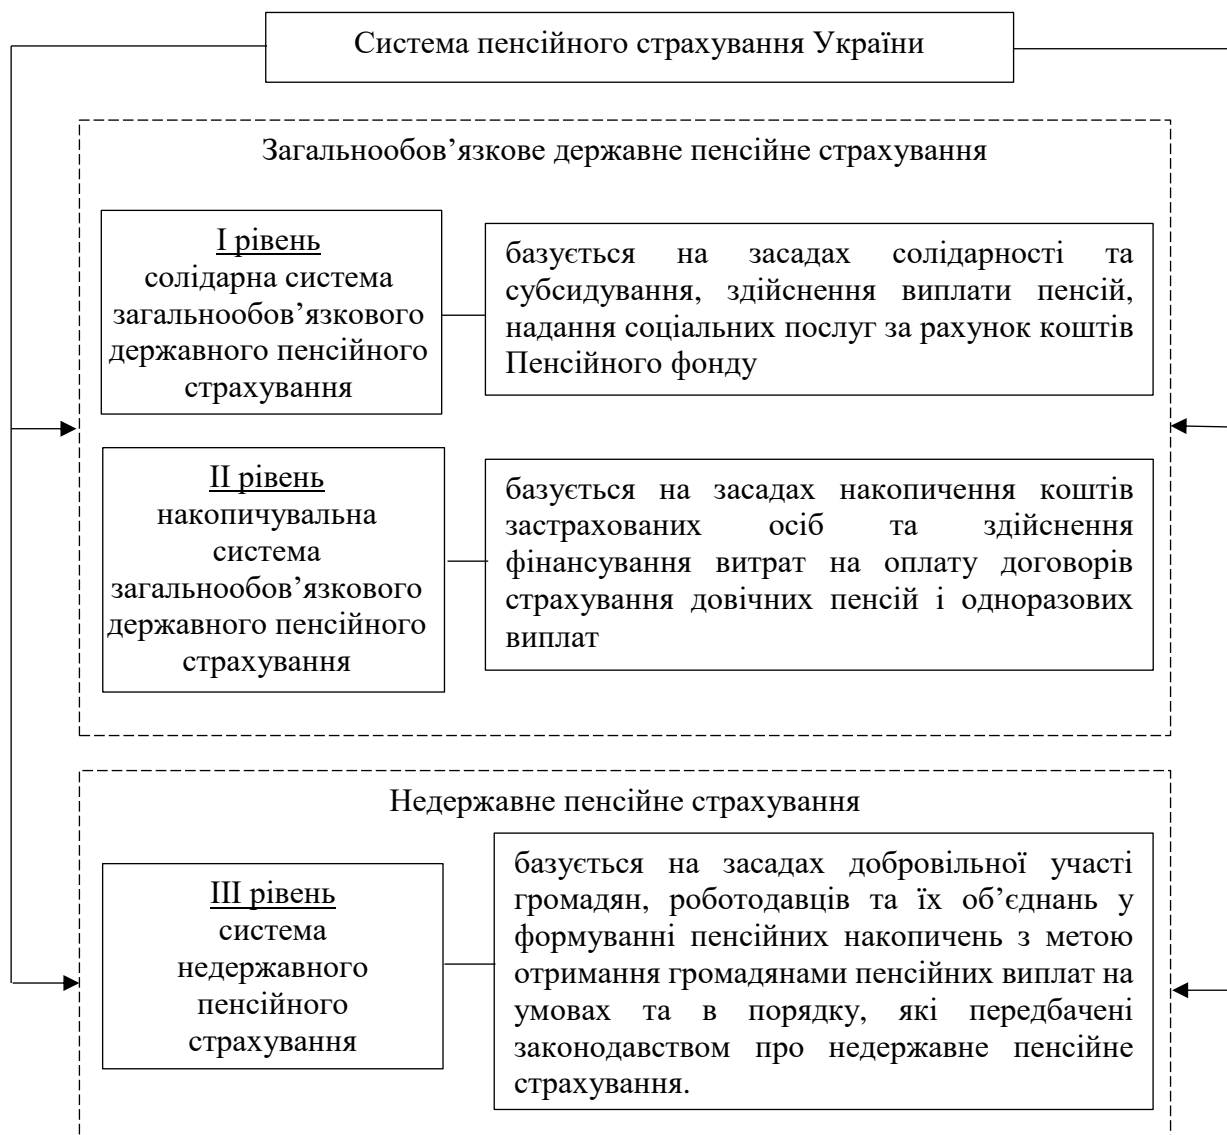 Система пенсійного страхування України
Загальнообов’язкове державне пенсійне страхування
І рівень
солідарна система
загальнообов’язкового
державного пенсійного
страхування
базується на засадах солідарності та
субсидування, здійснення виплати пенсій,
надання соціальних послуг за рахунок коштів
Пенсійного фонду
ІІ рівень
накопичувальна
система
загальнообов’язкового
державного пенсійного
страхування
базується на засадах накопичення коштів
застрахованих осіб та здійснення
фінансування витрат на оплату договорів
страхування довічних пенсій і одноразових
виплат
Недержавне пенсійне страхування
ІІІ рівень
система
недержавного
пенсійного
страхування
базується на засадах добровільної участі
громадян, роботодавців та їх об’єднань у
формуванні пенсійних накопичень з метою
отримання громадянами пенсійних виплат на
умовах та в порядку, які передбачені
законодавством про недержавне пенсійне
страхування.